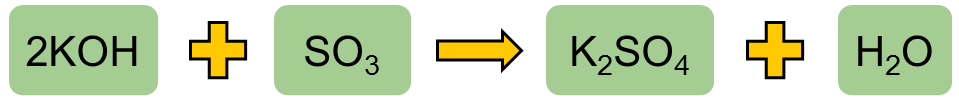 2KOH + SO₃ → K₂SO₄ + H₂O